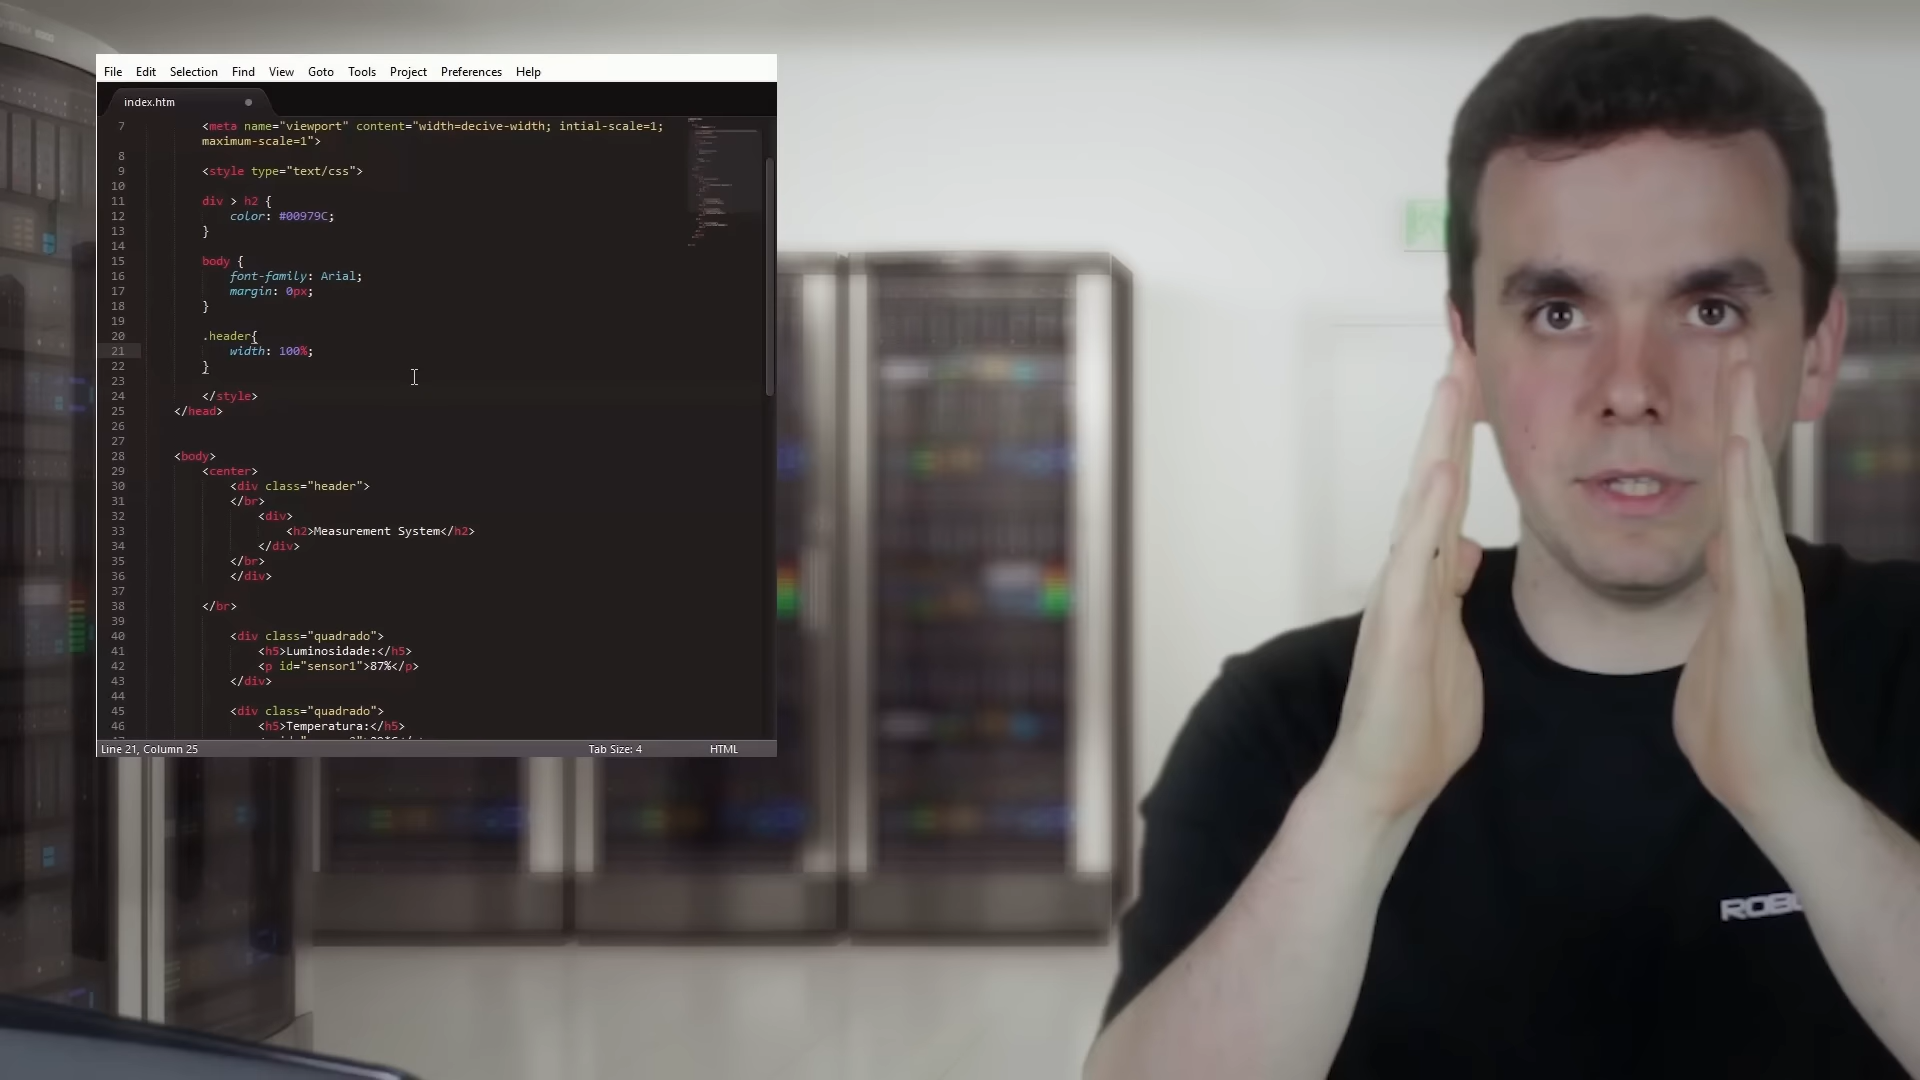 File Edit Selection Find View Goto Tools Project Preferences Help
index.htm
7 <meta name="viewport" content="width=decive-width; intial-scale=1;
maximum-scale=1">
8
9 <style type="text/css">
10
11 div > h2 {
12 color: #00979C;
13 }
14
15 body {
16 font-family: Arial;
17 margin: 0px;
18 }
19
20 .header{
21 width: 100%;
22 }
23
24 </style>
25 </head>
26
27
28 <body>
29 <center>
30 <div class="header">
31 </br>
32 <div>
33 <h2>Measurement System</h2>
34 </div>
35 </br>
36 </div>
37
38 </br>
39
40 <div class="quadrado">
41 <h5>Luminosidade:</h5>
42 <p id="sensor1">87%</p>
43 </div>
44
45 <div class="quadrado">
46 <h5>Temperatura:</h5>
Line 21, Column 25 Tab Size: 4 HTML